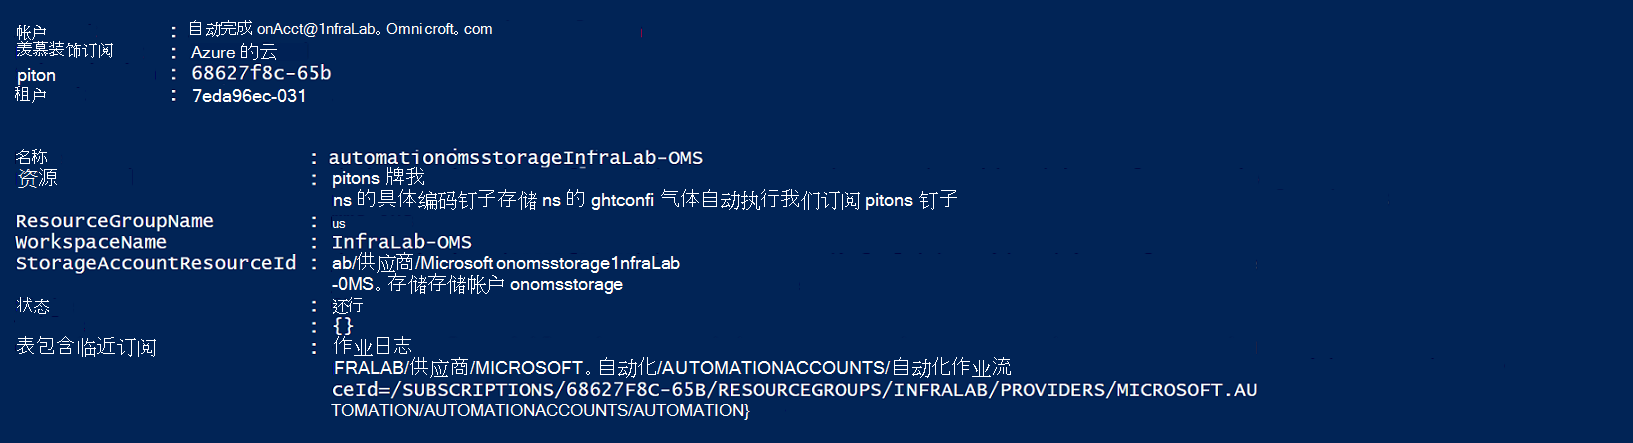 帐户 : 自动完成 onAcct@1nfraLab。Omnicroft。com
羡慕装饰订阅 : Azure 的云
piton : 68627f8c-65b
租户 : 7eda96ec-031
名称 : automationomsstorageInfraLab-OMS
资源 : pitons 牌我
ns 的具体编码钉子存储 ns 的 ghtconfi 气体自动执行我们订阅 pitons 钉子
ResourceGroupName : us
WorkspaceName : InfraLab-OMS
StorageAccountResourceId : ab/供应商/Microsoft onomsstorage1nfraLab
-0MS。存储存储帐户 onomsstorage
状态 : 还行
: {}
表包含临近订阅 : 作业日志
FRALAB/供应商/MICROSOFT。自动化/AUTOMATIONACCOUNTS/自动化作业流
ceId=/SUBSCRIPTIONS/68627F8C-65B/RESOURCEGROUPS/INFRALAB/PROVIDERS/MICROSOFT.AU
TOMATION/AUTOMATIONACCOUNTS/AUTOMATION}